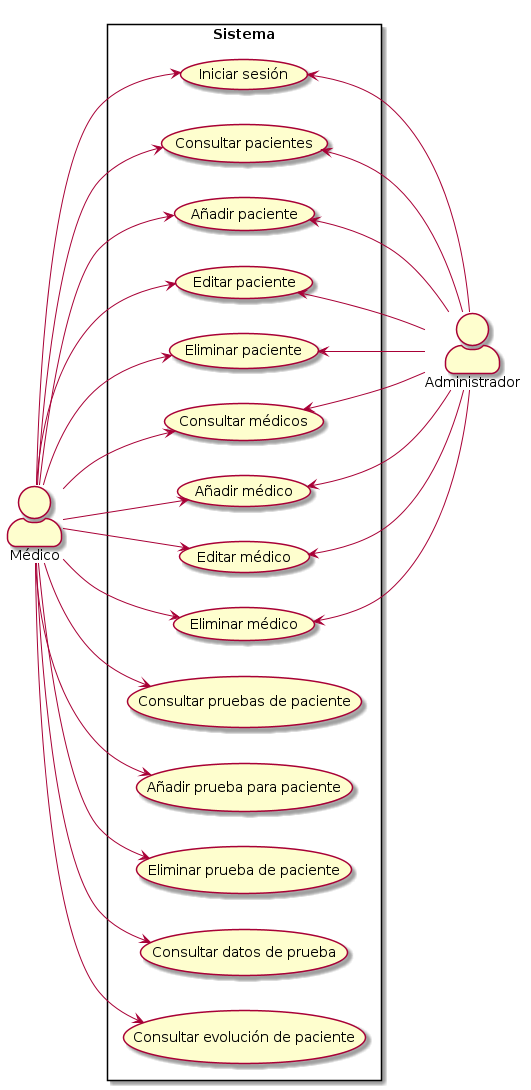 Sistema
Iniciar sesión
Consultar pacientes
Añadir paciente
Editar paciente
Eliminar paciente
Administrador
Consultar médicos
Añadir médico
Editar médico
Médico
Eliminar médico
Consultar pruebas de paciente
Añadir prueba para paciente
Eliminar prueba de paciente
Consultar datos de prueba
Consultar evolución de paciente